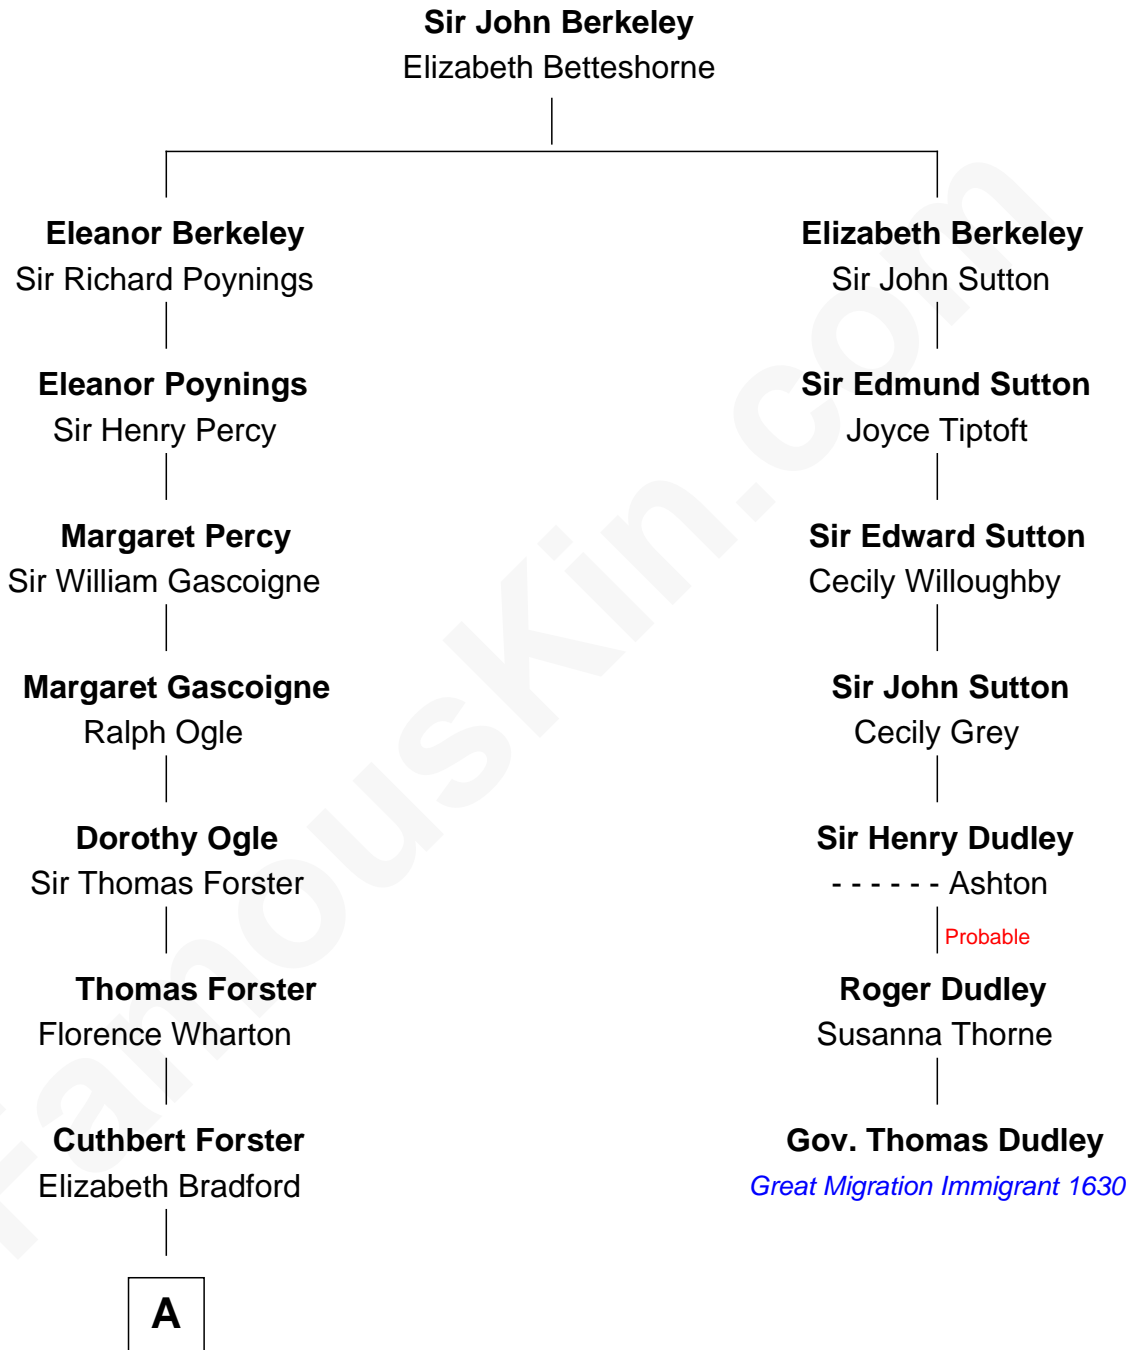 Sir John Berkeley
Elizabeth Betteshorne
Eleanor Berkeley
Sir Richard Poynings
Eleanor Poynings
Sir Henry Percy
Margaret Percy
Sir William Gascoigne
Margaret Gascoigne
Ralph Ogle
Dorothy Ogle
Sir Thomas Forster
Thomas Forster
Florence Wharton
Cuthbert Forster
Elizabeth Bradford
A
Elizabeth Berkeley
Sir John Sutton
Sir Edmund Sutton
Joyce Tiptoft
Sir Edward Sutton
Cecily Willoughby
Sir John Sutton
Cecily Grey
Sir Henry Dudley
- - - - - - Ashton
Probable
Roger Dudley
Susanna Thorne
Gov. Thomas Dudley
Great Migration Immigrant 1630
FamousKin.com